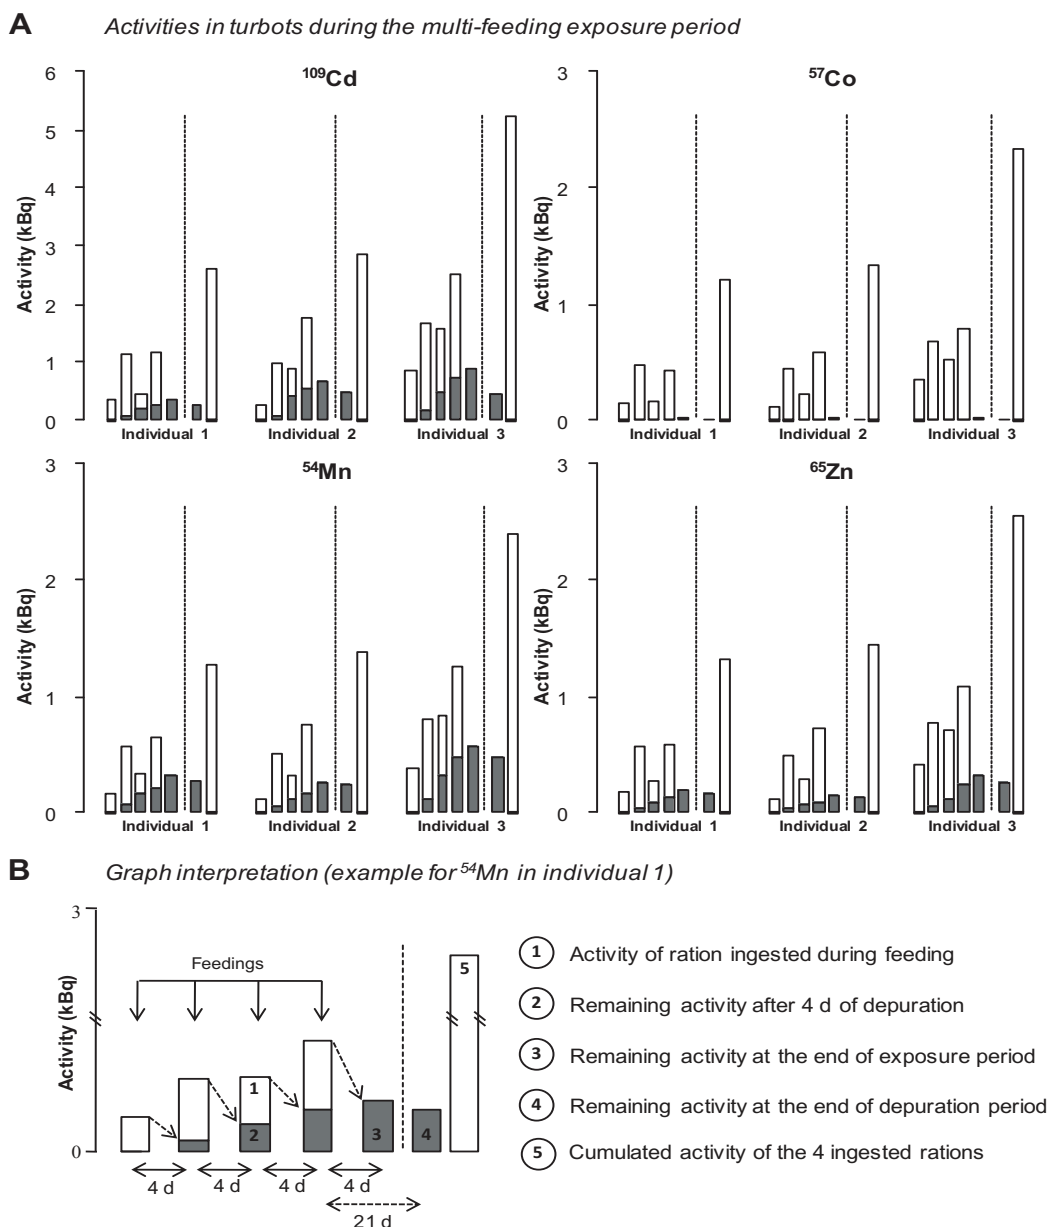 A Activities in turbots during the multi-feeding exposure period
¹⁰⁹Cd
Activity (kBq)
6
5
4
3
2
1
0
Individual 1 Individual 2 Individual 3
⁵⁷Co
Activity (kBq)
3
2
1
0
Individual 1 Individual 2 Individual 3
⁵⁴Mn
Activity (kBq)
3
2
1
0
Individual 1 Individual 2 Individual 3
⁶⁵Zn
Activity (kBq)
3
2
1
0
Individual 1 Individual 2 Individual 3
B Graph interpretation (example for ⁵⁴Mn in individual 1)
Activity (kBq)
3
0
Feedings
1
2
3
4
5
4 d 4 d 4 d 4 d
21 d
1 Activity of ration ingested during feeding
2 Remaining activity after 4 d of depuration
3 Remaining activity at the end of exposure period
4 Remaining activity at the end of depuration period
5 Cumulated activity of the 4 ingested rations